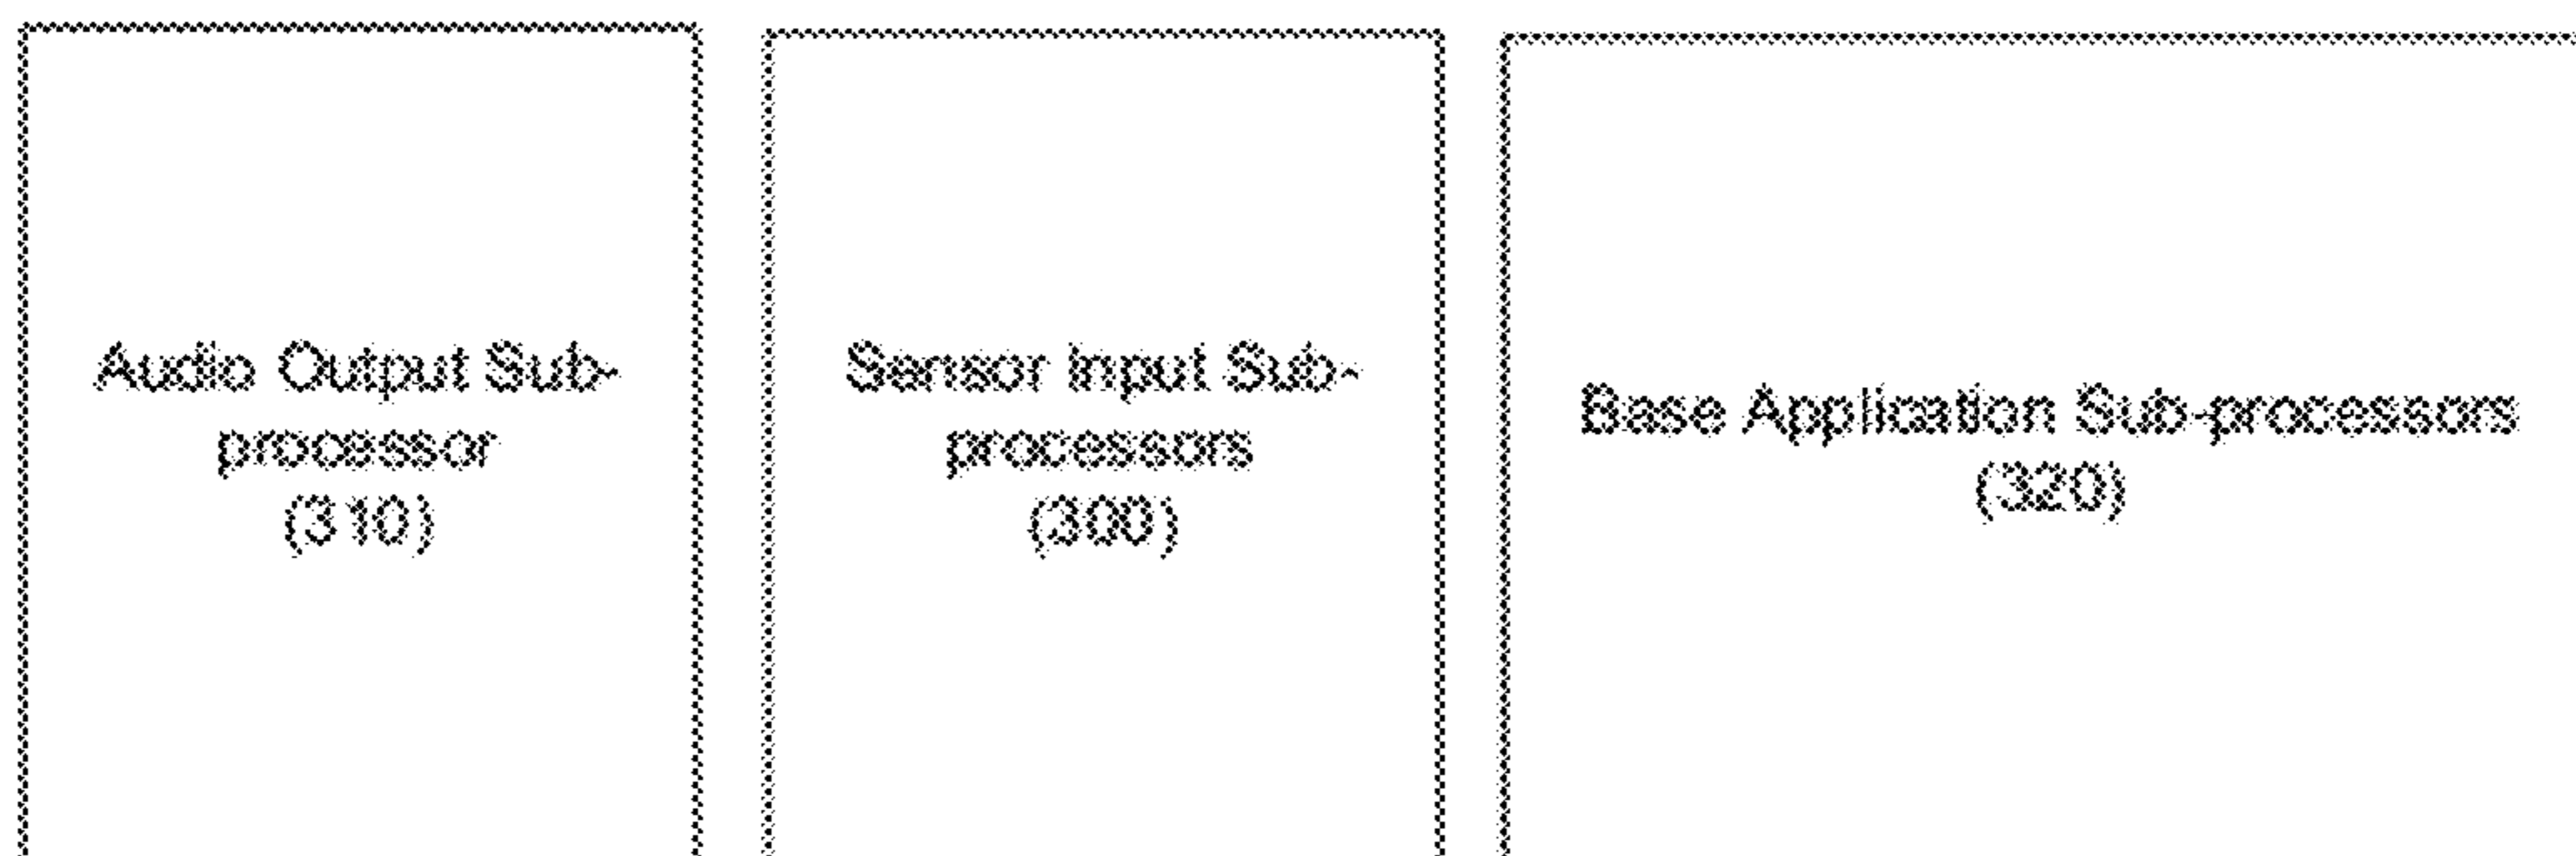 Audio Output Sub-
processor
(310)
Sensor Input Sub-
processors
(300)
Base Application Sub-processors
(320)